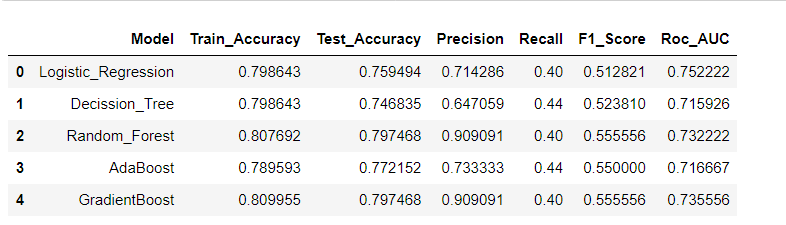 Model Train_Accuracy Test_Accuracy Precision Recall F1_Score Roc_AUC
0 Logistic_Regression 0.798643 0.759494 0.714286 0.40 0.512821 0.752222
1 Decission_Tree 0.798643 0.746835 0.647059 0.44 0.523810 0.715926
2 Random_Forest 0.807692 0.797468 0.909091 0.40 0.555556 0.732222
3 AdaBoost 0.789593 0.772152 0.733333 0.44 0.550000 0.716667
4 GradientBoost 0.809955 0.797468 0.909091 0.40 0.555556 0.735556